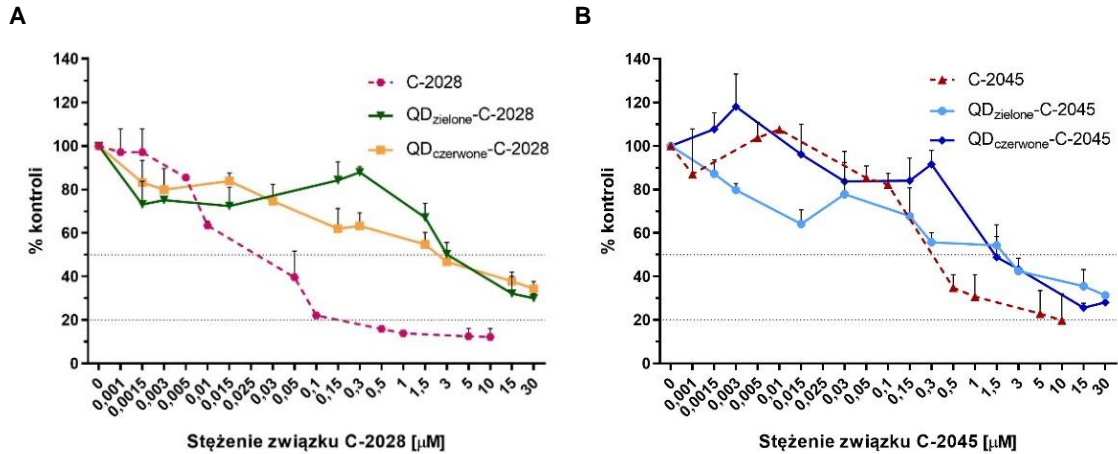 A
140
120
100
80
60
40
20
0
% kontroli
C-2028
QDzielone-C-2028
QDczerwone-C-2028
0 0,001 0,0015 0,003 0,005 0,01 0,015 0,025 0,03 0,05 0,1 0,15 0,3 0,5 1 1,5 3 5 10 15 30
Stężenie związku C-2028 [µM]
B
140
120
100
80
60
40
20
0
% kontroli
C-2045
QDzielone-C-2045
QDczerwone-C-2045
0 0,001 0,0015 0,003 0,005 0,01 0,015 0,025 0,03 0,05 0,1 0,15 0,3 0,5 1 1,5 3 5 10 15 30
Stężenie związku C-2045 [µM]